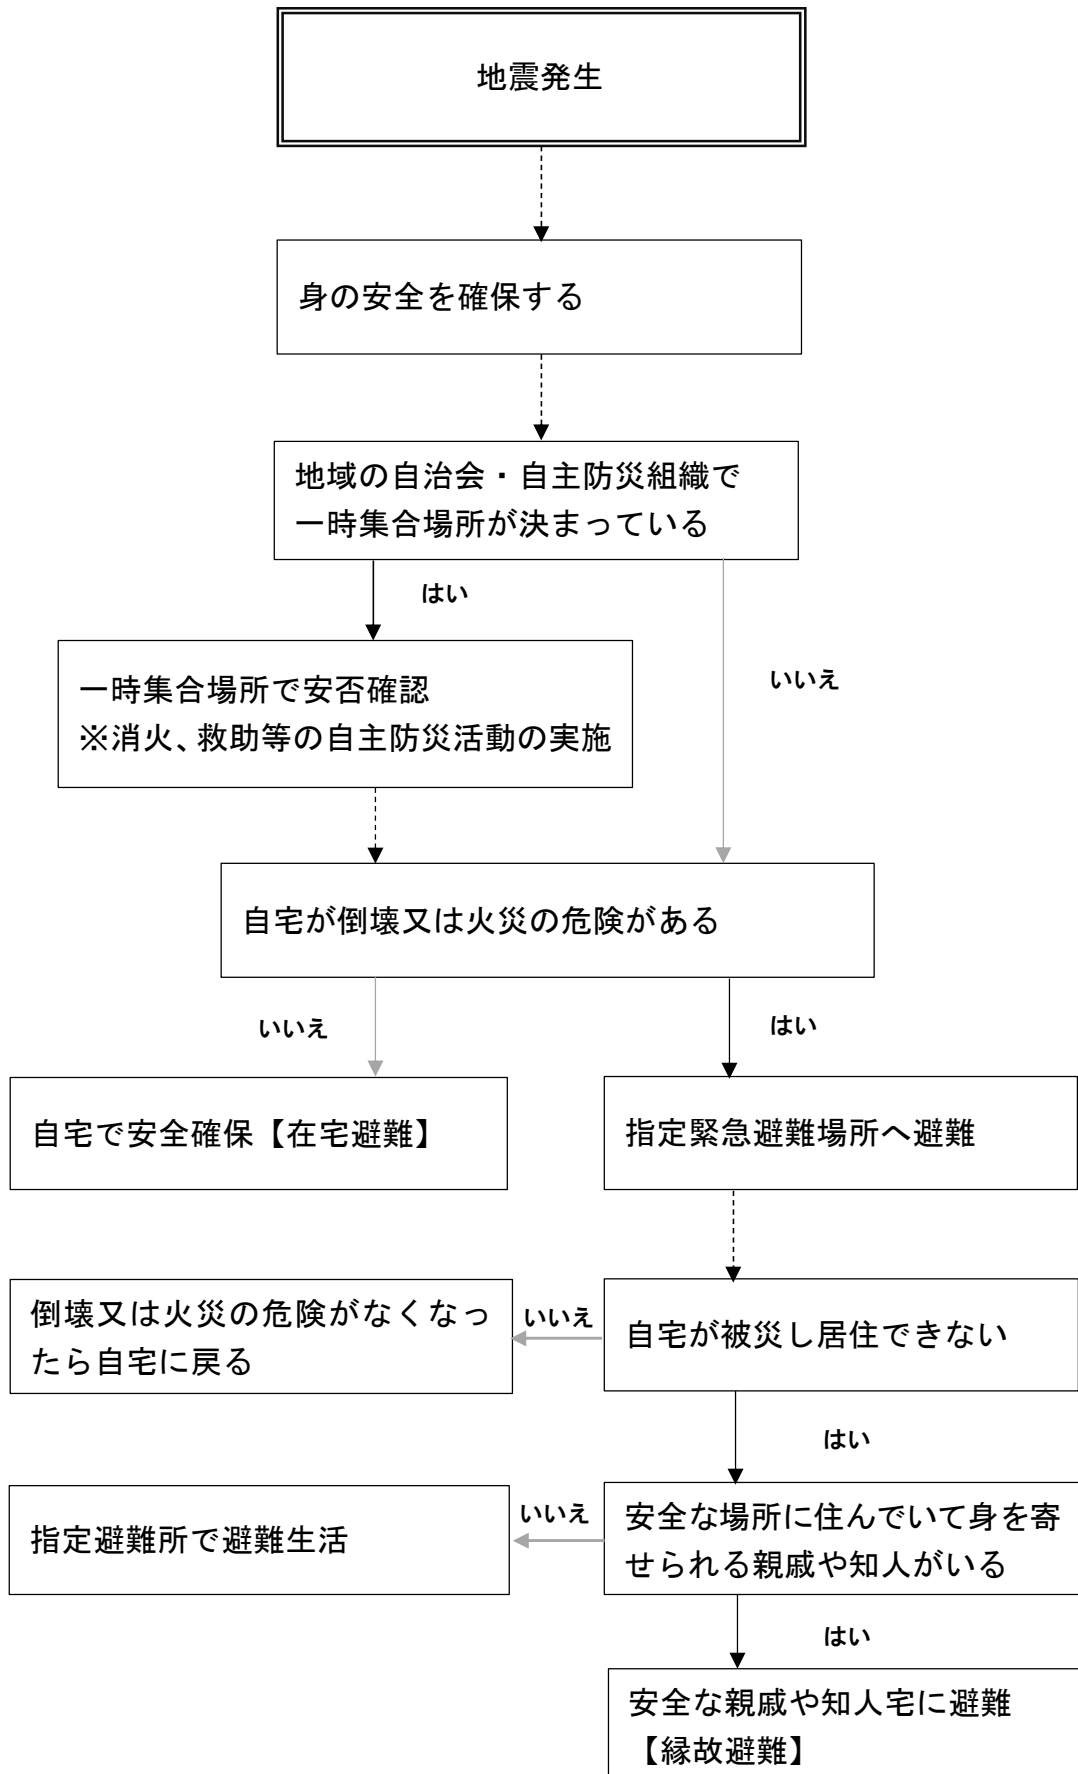 地震発生
身の安全を確保する
地域の自治会・自主防災組織で
一時集合場所が決まっている
はい
いいえ
一時集合場所で安否確認
※消火、救助等の自主防災活動の実施
自宅が倒壊又は火災の危険がある
いいえ
はい
自宅で安全確保【在宅避難】
指定緊急避難場所へ避難
倒壊又は火災の危険がなくなっ
たら自宅に戻る
いいえ
自宅が被災し居住できない
はい
指定避難所で避難生活
いいえ
安全な場所に住んでいて身を寄
せられる親戚や知人がいる
はい
安全な親戚や知人宅に避難
【縁故避難】